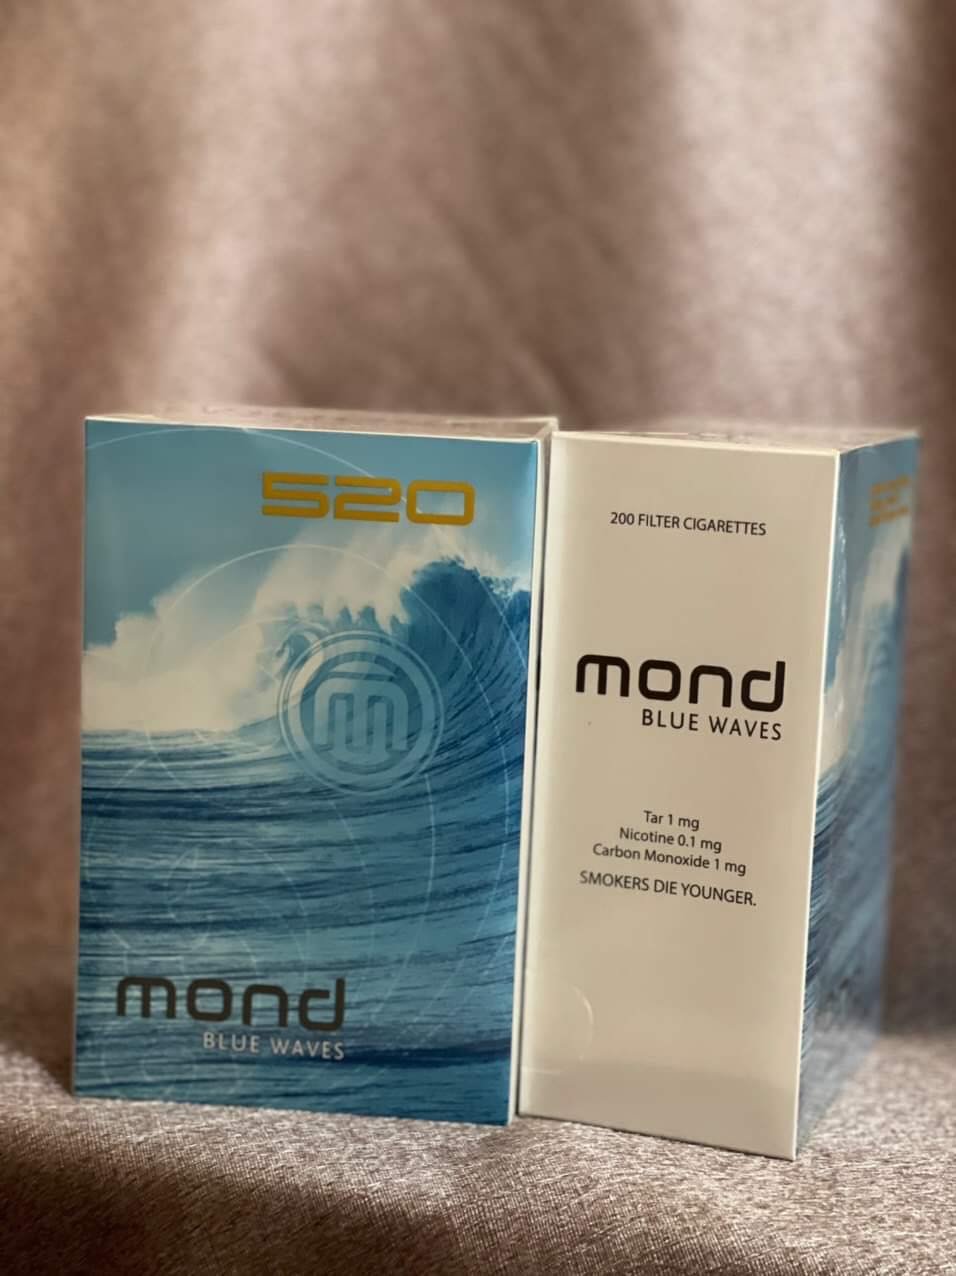 520
mond
BLUE WAVES
200 FILTER CIGARETTES
mond
BLUE WAVES
Tar 1 mg
Nicotine 0.1 mg
Carbon Monoxide 1 mg
SMOKERS DIE YOUNGER.